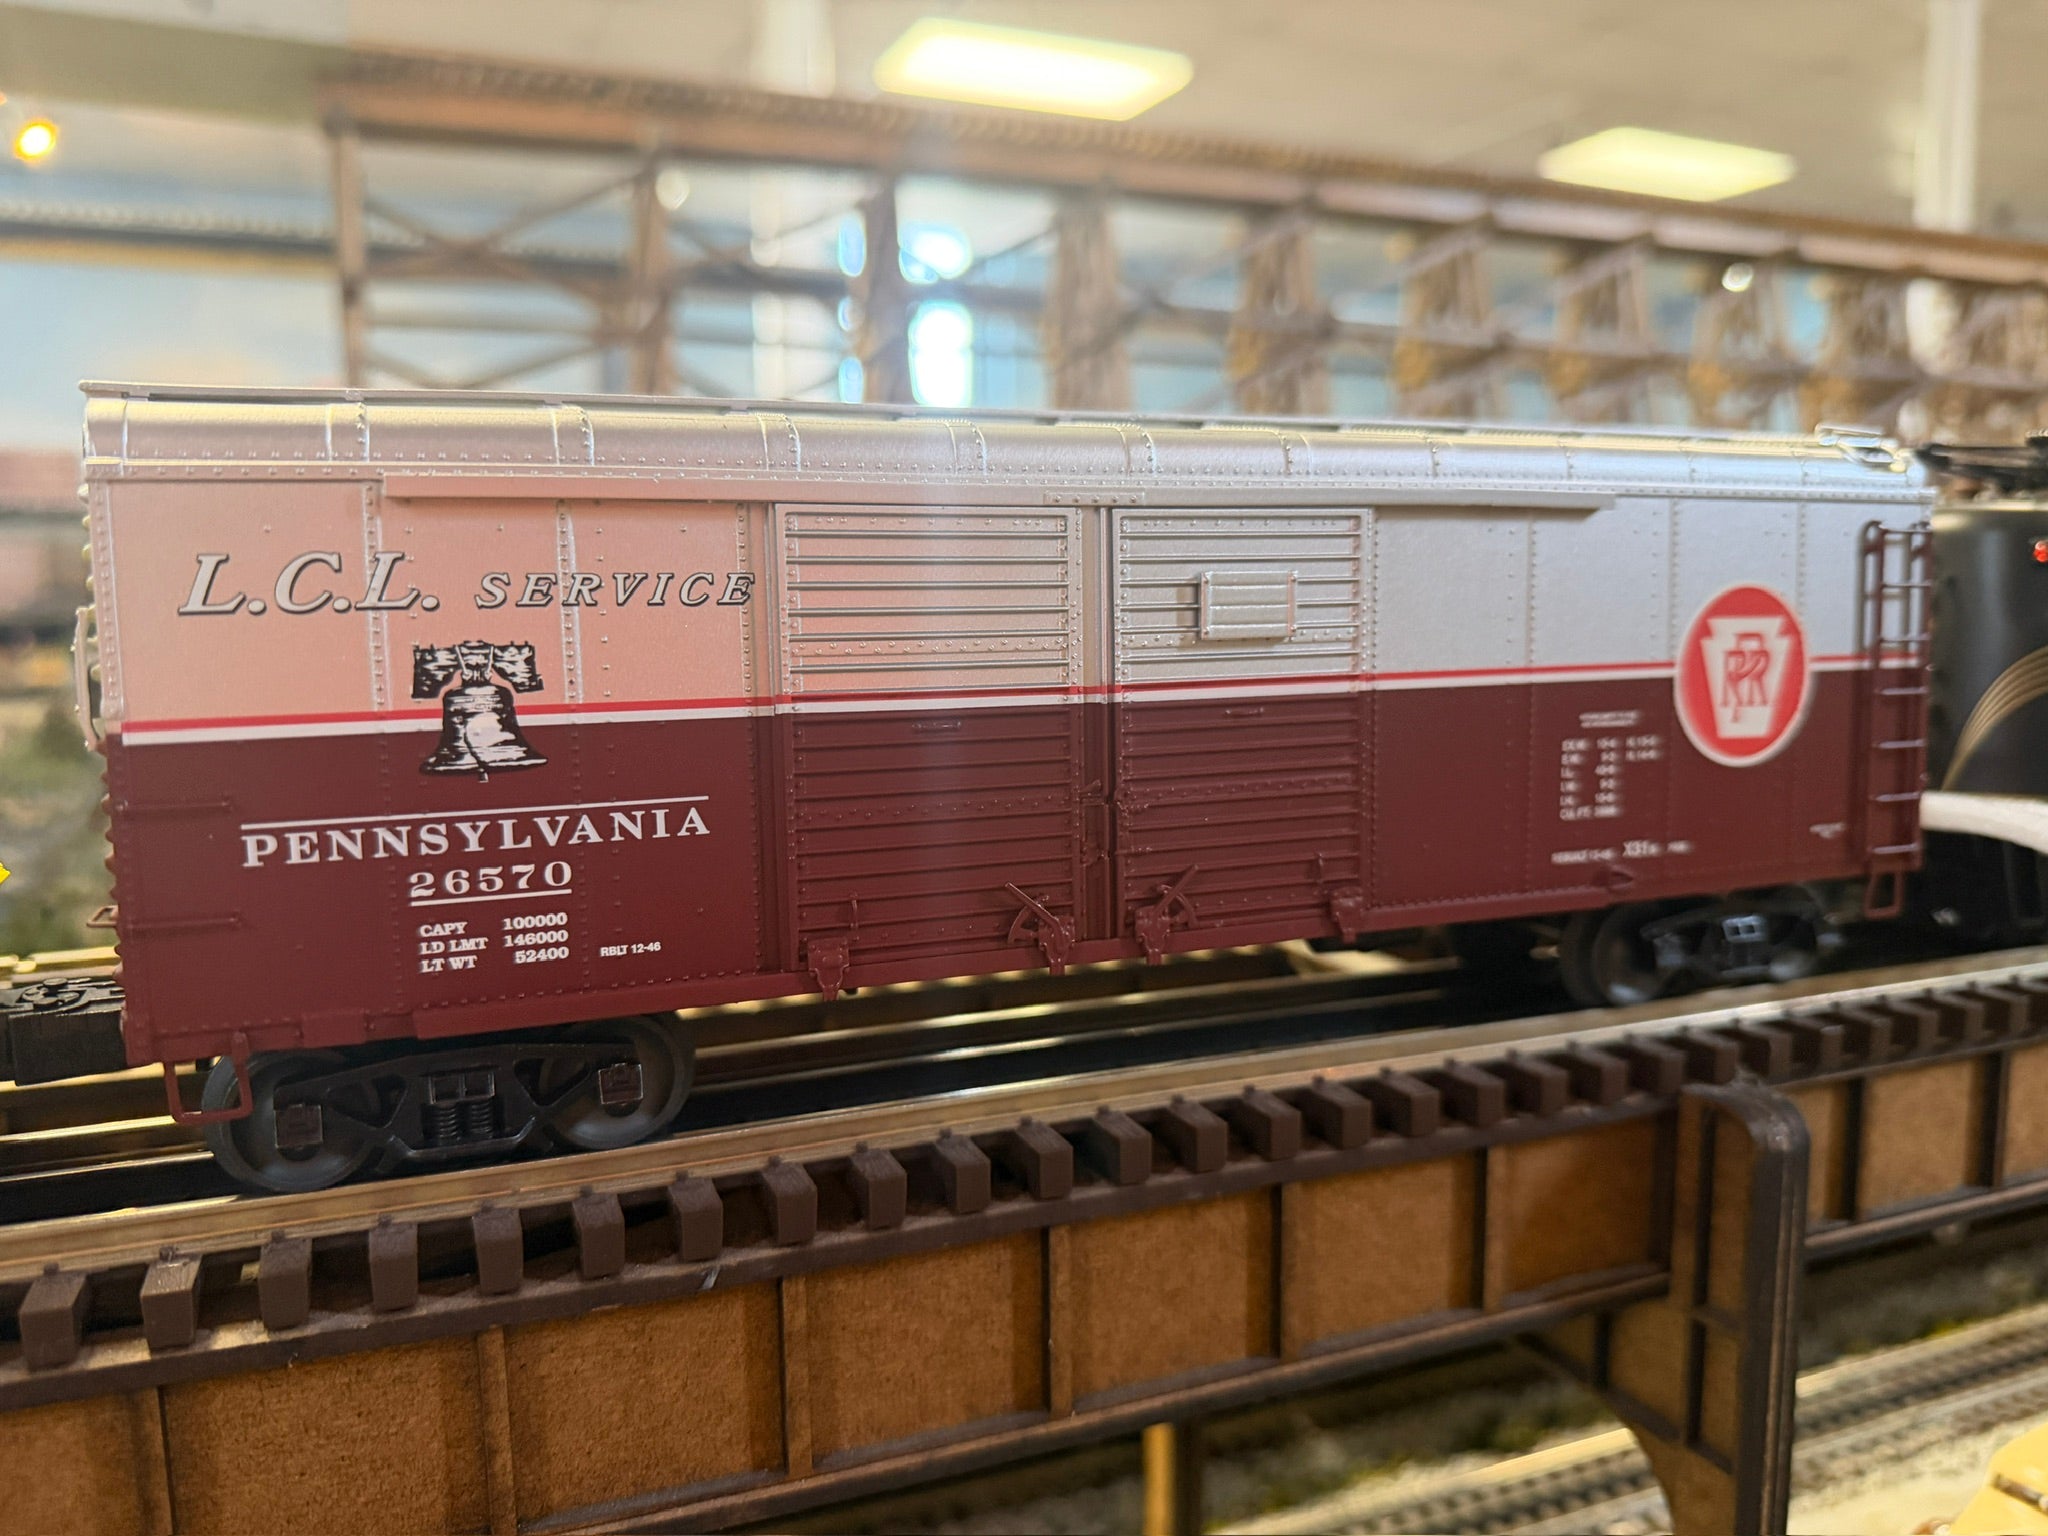 L.C.L. SERVICE
PENNSYLVANIA
26570
CAPY 100000
LD LMT 146000
LT WT 52400
RBLT 12-46
PRR